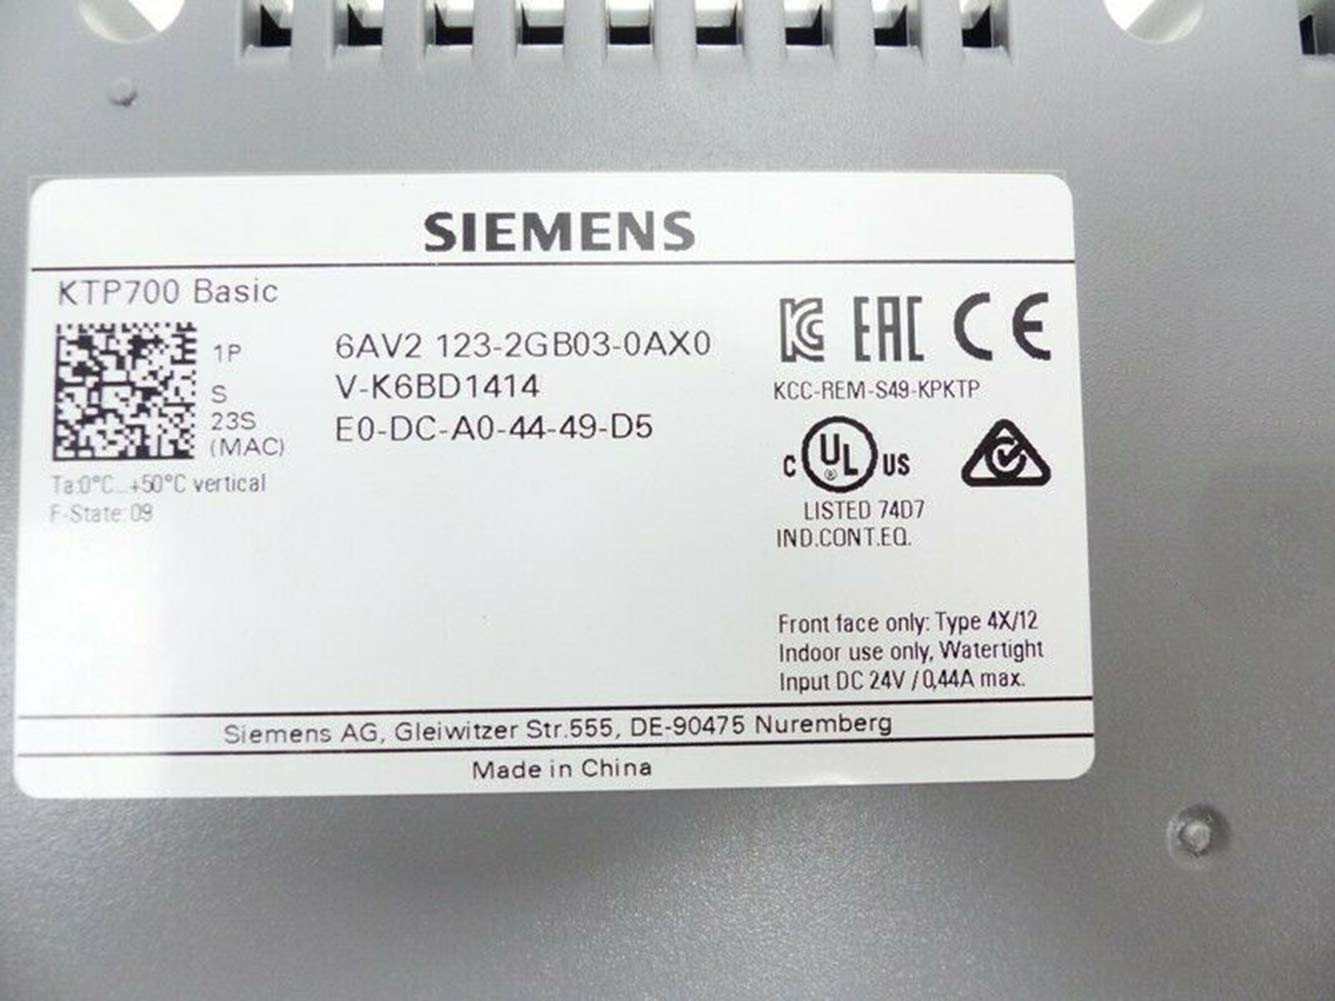 SIEMENS
KTP700 Basic
1P 6AV2 123-2GB03-0AX0
S V-K6BD1414
23S E0-DC-A0-44-49-D5
(MAC)
Ta:0°C...+50°C vertical
F-State: 09
EAC CE
KCC-REM-S49-KPKTP
C UL US
LISTED 74D7
IND.CONT.EQ.
Front face only: Type 4X/12
Indoor use only, Watertight
Input DC 24V / 0,44A max.
Siemens AG, Gleiwitzer Str.555, DE-90475 Nuremberg
Made in China